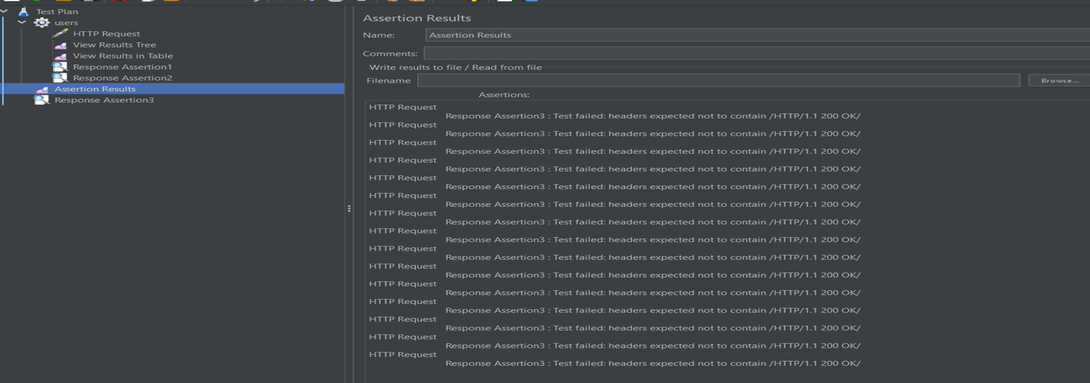 Test Plan
users
HTTP Request
View Results Tree
View Results in Table
Response Assertion1
Response Assertion2
Assertion Results
Response Assertion3
Assertion Results
Name: Assertion Results
Comments:
Write results to file / Read from file
Filename Browse...
Assertions:
HTTP Request
Response Assertion3 : Test failed: headers expected not to contain /HTTP/1.1 200 OK/
HTTP Request
Response Assertion3 : Test failed: headers expected not to contain /HTTP/1.1 200 OK/
HTTP Request
Response Assertion3 : Test failed: headers expected not to contain /HTTP/1.1 200 OK/
HTTP Request
Response Assertion3 : Test failed: headers expected not to contain /HTTP/1.1 200 OK/
HTTP Request
Response Assertion3 : Test failed: headers expected not to contain /HTTP/1.1 200 OK/
HTTP Request
Response Assertion3 : Test failed: headers expected not to contain /HTTP/1.1 200 OK/
HTTP Request
Response Assertion3 : Test failed: headers expected not to contain /HTTP/1.1 200 OK/
HTTP Request
Response Assertion3 : Test failed: headers expected not to contain /HTTP/1.1 200 OK/
HTTP Request
Response Assertion3 : Test failed: headers expected not to contain /HTTP/1.1 200 OK/
HTTP Request
Response Assertion3 : Test failed: headers expected not to contain /HTTP/1.1 200 OK/
HTTP Request
Response Assertion3 : Test failed: headers expected not to contain /HTTP/1.1 200 OK/
HTTP Request
Response Assertion3 : Test failed: headers expected not to contain /HTTP/1.1 200 OK/
HTTP Request
Response Assertion3 : Test failed: headers expected not to contain /HTTP/1.1 200 OK/
HTTP Request
Response Assertion3 : Test failed: headers expected not to contain /HTTP/1.1 200 OK/
HTTP Request
Response Assertion3 : Test failed: headers expected not to contain /HTTP/1.1 200 OK/